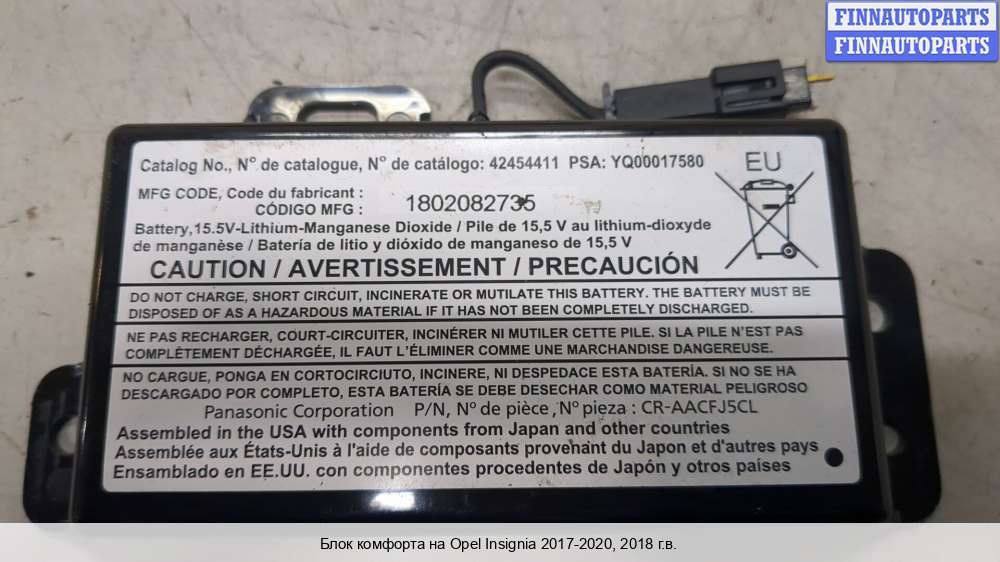 FINNAUTOPARTS
FINNAUTOPARTS
Catalog No., N° de catalogue, N° de catálogo: 42454411 PSA: YQ00017580
EU
MFG CODE, Code du fabricant :
CÓDIGO MFG : 1802082735
Battery,15.5V-Lithium-Manganese Dioxide / Pile de 15,5 V au lithium-dioxyde
de manganèse / Batería de litio y dióxido de manganeso de 15,5 V
CAUTION / AVERTISSEMENT / PRECAUCIÓN
DO NOT CHARGE, SHORT CIRCUIT, INCINERATE OR MUTILATE THIS BATTERY. THE BATTERY MUST BE
DISPOSED OF AS A HAZARDOUS MATERIAL IF IT HAS NOT BEEN COMPLETELY DISCHARGED.
NE PAS RECHARGER, COURT-CIRCUITER, INCINÉRER NI MUTILER CETTE PILE. SI LA PILE N'EST PAS
COMPLÈTEMENT DÉCHARGÉE, IL FAUT L'ÉLIMINER COMME UNE MARCHANDISE DANGEREUSE.
NO CARGUE, PONGA EN CORTOCIRCUITO, INCINERE, NI DESPEDACE ESTA BATERÍA. SI NO SE HA
DESCARGADO POR COMPLETO, ESTA BATERÍA SE DEBE DESECHAR COMO MATERIAL PELIGROSO
Panasonic Corporation P/N, N° de pièce, N° pieza : CR-AACFJ5CL
Assembled in the USA with components from Japan and other countries
Assemblée aux États-Unis à l'aide de composants provenant du Japon et d'autres pays
Ensamblado en EE.UU. con componentes procedentes de Japón y otros países
Блок комфорта на Opel Insignia 2017-2020, 2018 г.в.